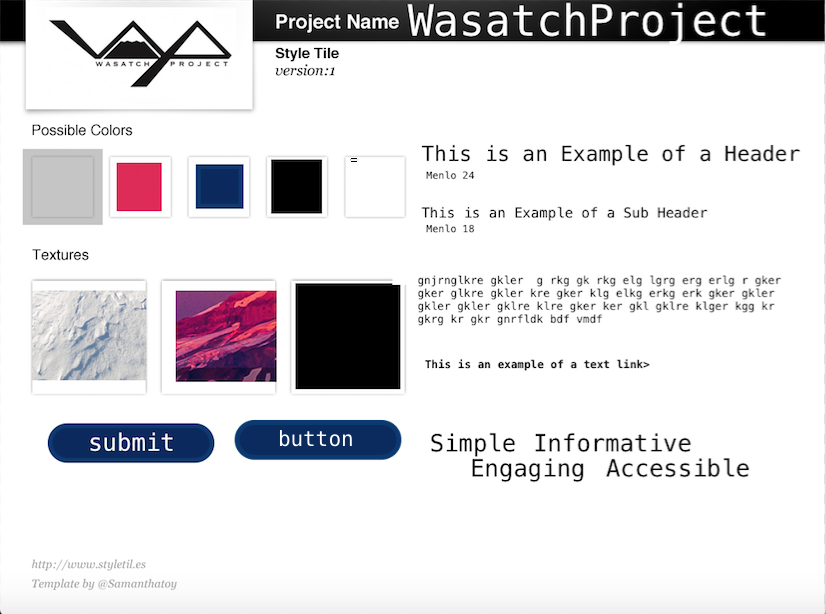 Project Name WasatchProject
WASATCH PROJECT
Style Tile
version:1
Possible Colors
=
This is an Example of a Header
Menlo 24
This is an Example of a Sub Header
Menlo 18
Textures
gnjrnglkre gkler g rkg gk rkg elg lgrg erg erlg r gker
gker glkre gkler kre gker klg elkg erkg erk gker gkler
gkler gkler gklre klre gker ker gkl gklre klger kgg kr
gkrg kr gkr gnrfldk bdf vmdf
This is an example of a text link>
submit
button
Simple Informative
Engaging Accessible
http://www.styletil.es
Template by @Samanthatoy